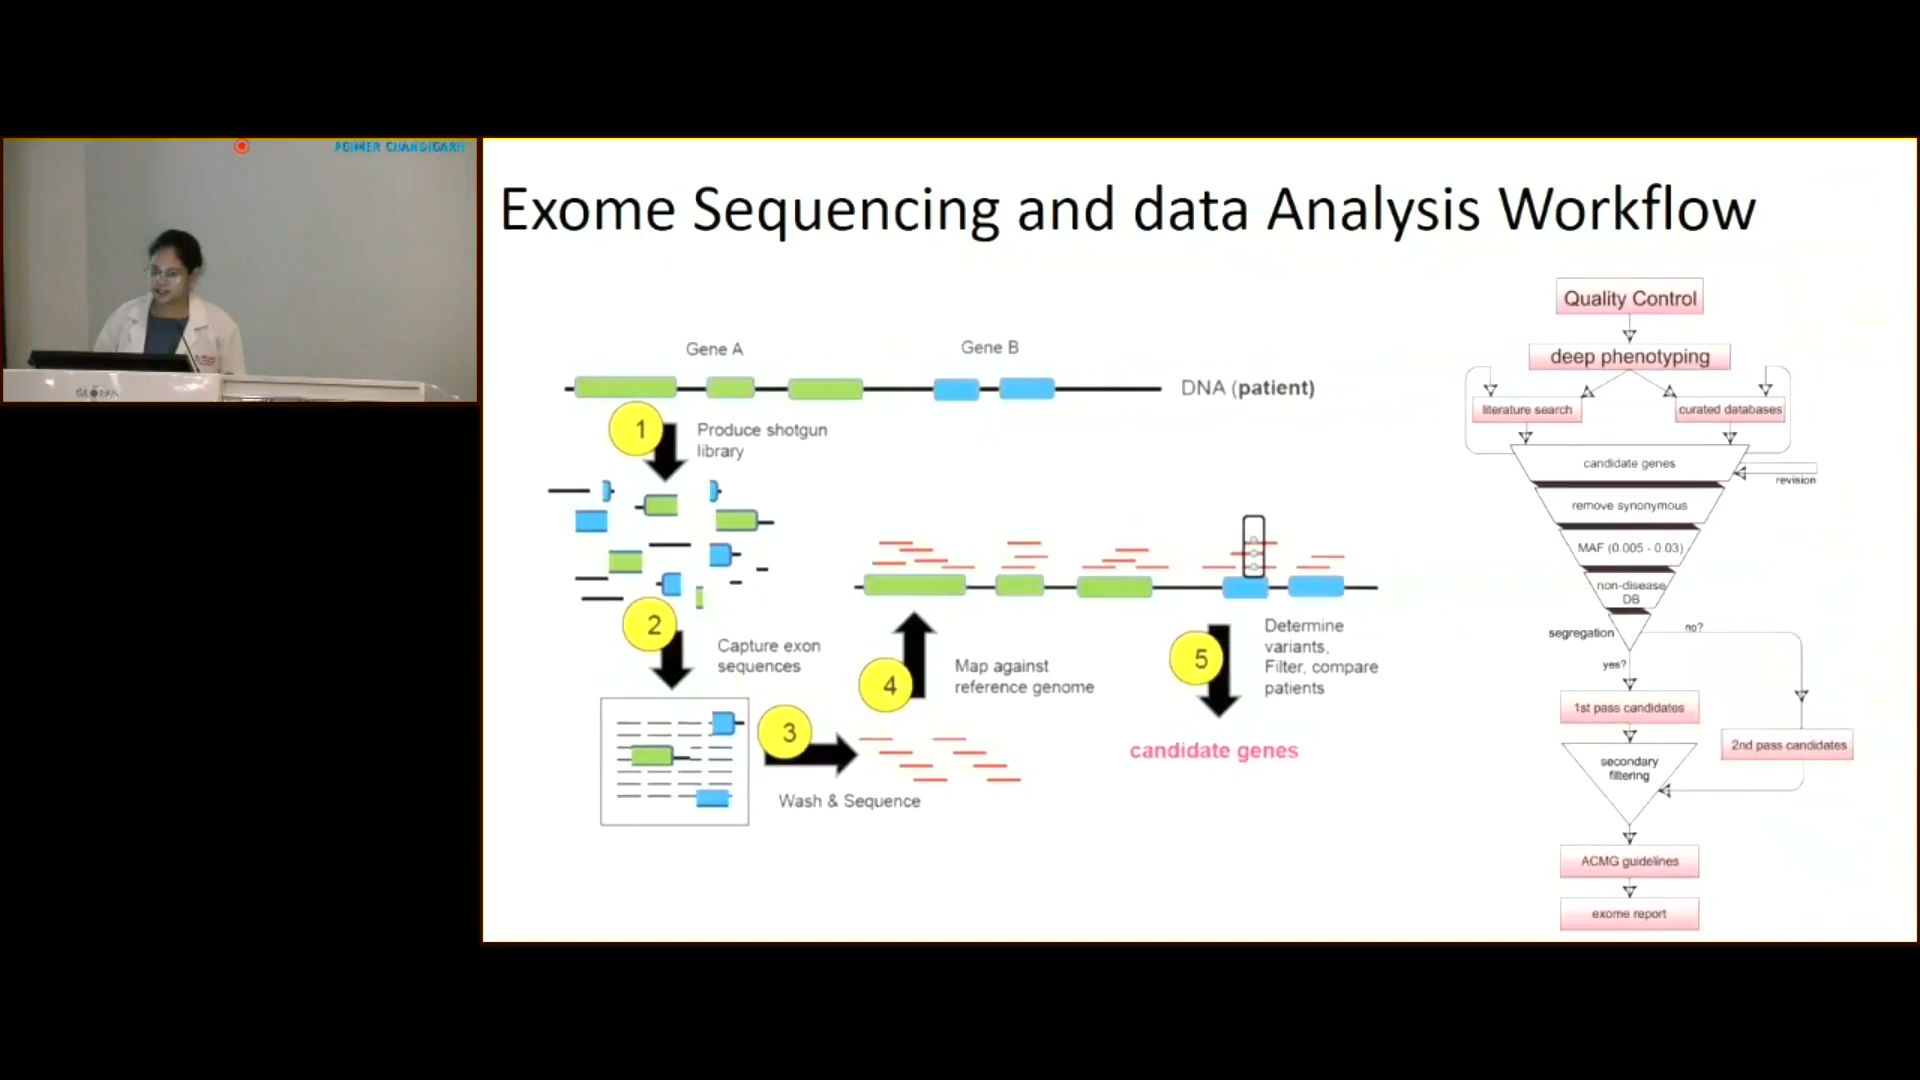 PGIMER CHANDIGARH
Exome Sequencing and data Analysis Workflow
Gene A
Gene B
DNA (patient)
1
Produce shotgun
library
2
Capture exon
sequences
3
Wash & Sequence
4
Map against
reference genome
5
Determine
variants,
Filter, compare
patients
candidate genes
Quality Control
deep phenotyping
literature search
curated databases
candidate genes
revision
remove synonymous
MAF (0.005 - 0.03)
non-disease
DB
segregation
no?
yes?
1st pass candidates
2nd pass candidates
secondary
filtering
ACMG guidelines
exome report